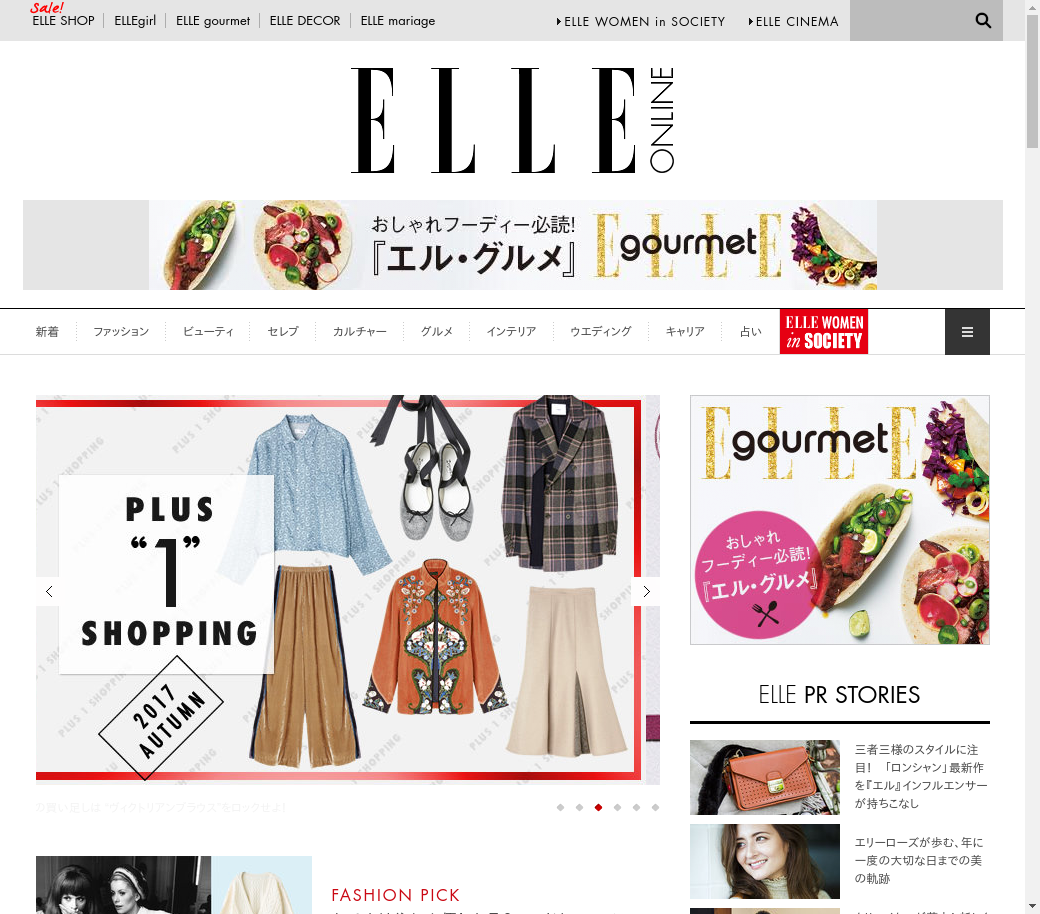 Sale!
ELLE SHOP
ELLEgirl
ELLE gourmet
ELLE DECOR
ELLE mariage
ELLE WOMEN in SOCIETY
ELLE CINEMA
ELLE ONLINE
おしゃれフーディー必読!
『エル・グルメ』
ELLE gourmet
新着
ファッション
ビューティ
セレブ
カルチャー
グルメ
インテリア
ウエディング
キャリア
占い
ELLE WOMEN
in SOCIETY
PLUS
“1”
SHOPPING
2017
AUTUMN
PLUS 1 SHOPPING
ELLE gourmet
おしゃれ
フーディー必読!
『エル・グルメ』
ELLE PR STORIES
三者三様のスタイルに注
目! 「ロンシャン」最新作
を『エル』インフルエンサー
が持ちこなし
エリーローズが歩む、年に
一度の大切な日までの美
の軌跡
FASHION PICK